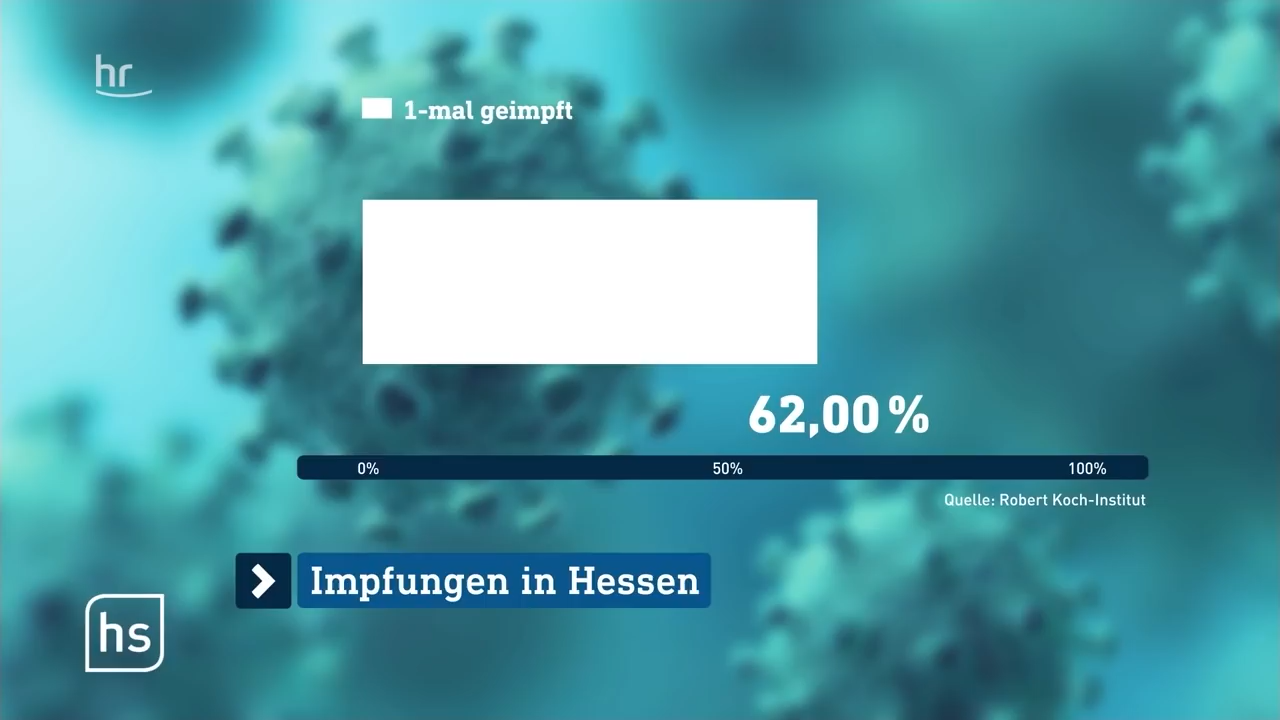 hr
1-mal geimpft
62,00 %
0% 50% 100%
Quelle: Robert Koch-Institut
Impfungen in Hessen
hs